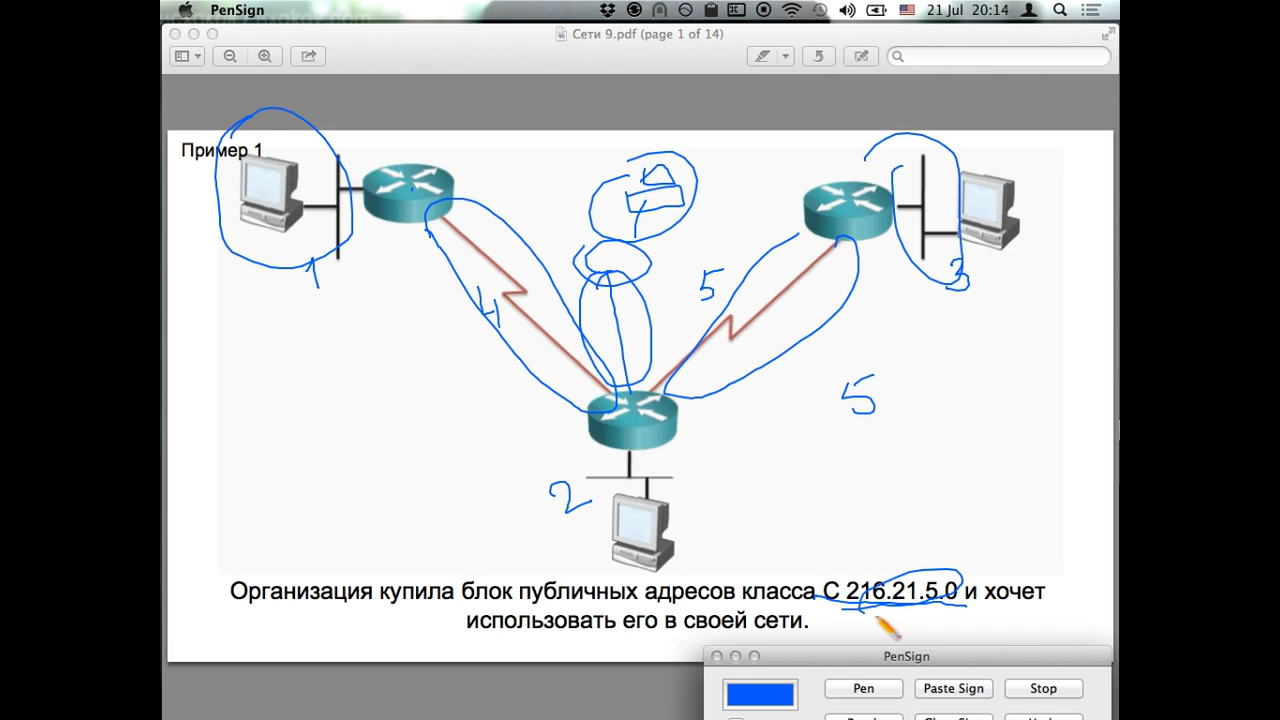 PenSign
21 Jul 20:14
Сети 9.pdf (page 1 of 14)
Пример 1
1
4
5
3
5
2
Организация купила блок публичных адресов класса С 216.21.5.0 и хочет
использовать его в своей сети.
PenSign
Pen
Paste Sign
Stop